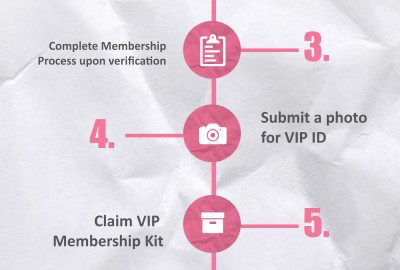 Complete Membership
Process upon verification
3.
4.
Submit a photo
for VIP ID
Claim VIP
Membership Kit
5.